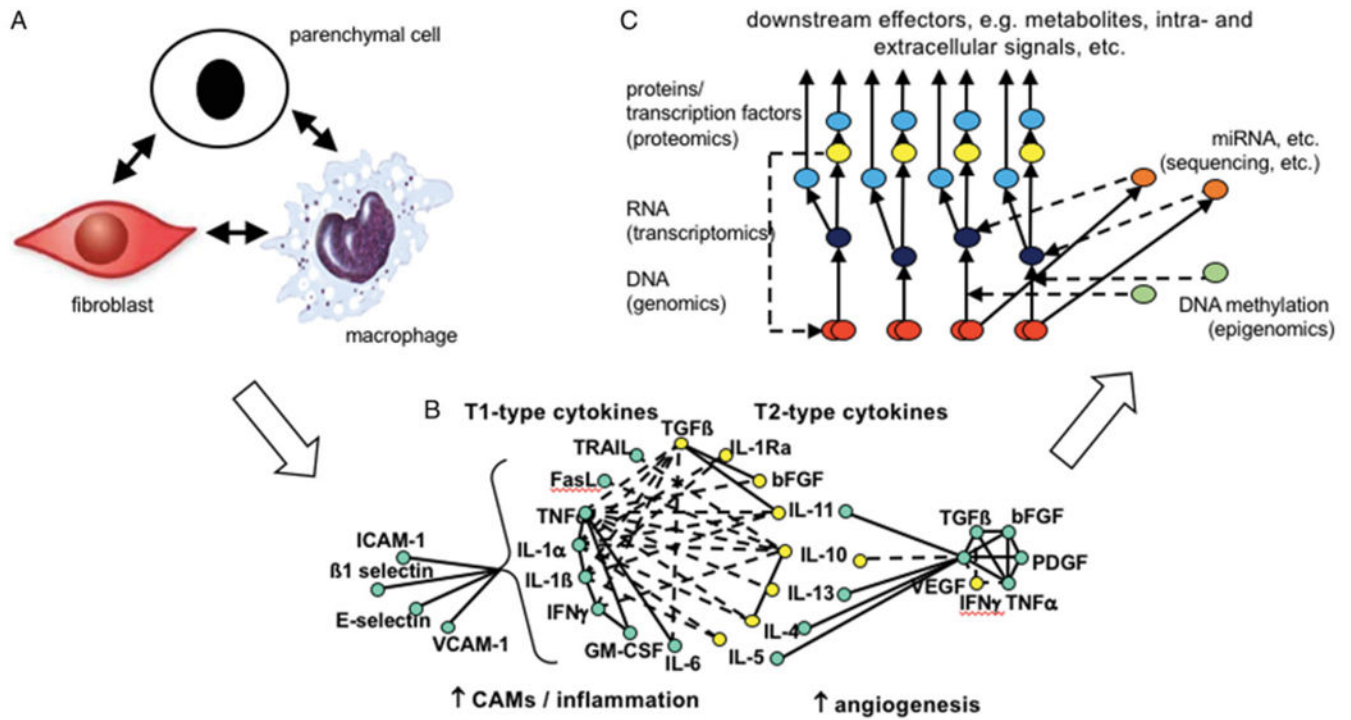 A
parenchymal cell
fibroblast
macrophage
C
downstream effectors, e.g. metabolites, intra- and
extracellular signals, etc.
proteins/
transcription factors
(proteomics)
miRNA, etc.
(sequencing, etc.)
RNA
(transcriptomics)
DNA
(genomics)
DNA methylation
(epigenomics)
B
T1-type cytokines
T2-type cytokines
TGFß
TRAIL
IL-1Ra
FasL
bFGF
TNF
IL-11
IL-1α
IL-10
IL-1ß
IL-13
IFNγ
IL-4
GM-CSF
IL-6
IL-5
ICAM-1
ß1 selectin
E-selectin
VCAM-1
TGFß
bFGF
PDGF
VEGF
IFNγ
TNFα
↑ CAMs / inflammation
↑ angiogenesis